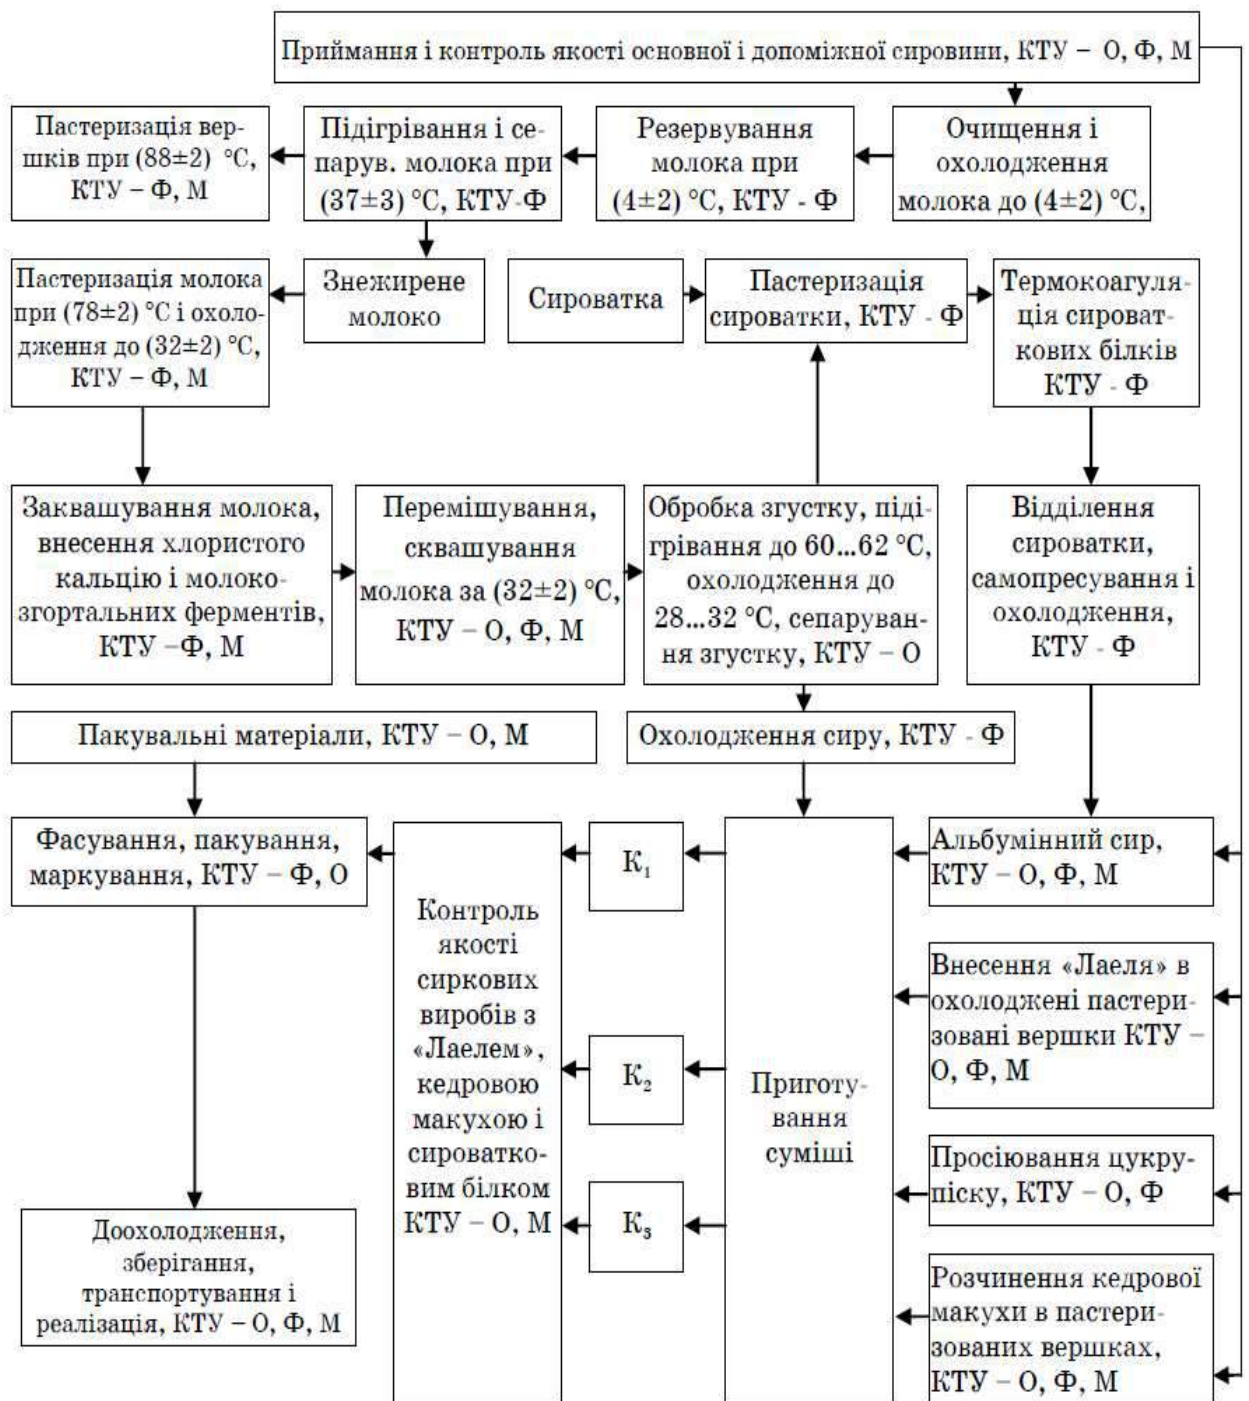 Приймання і контроль якості основної і допоміжної сировини, КТУ – О, Ф, М
Пастеризація вер-
шків при (88±2) °С,
КТУ – Ф, М
Підігрівання і се-
парув. молока при
(37±3) °С, КТУ-Ф
Резервування
молока при
(4±2) °С, КТУ - Ф
Очищення і
охолодження
молока до (4±2) °С,
Пастеризація молока
при (78±2) °С і охоло-
дження до (32±2) °С,
КТУ – Ф, М
Знежирене
молоко
Сироватка
Пастеризація
сироватки, КТУ - Ф
Термокоагуля-
ція сироват-
кових білків
КТУ - Ф
Заквашування молока,
внесення хлористого
кальцію і молоко-
згортальних ферментів,
КТУ –Ф, М
Перемішування,
сквашування
молока за (32±2) °С,
КТУ – О, Ф, М
Обробка згустку, піді-
грівання до 60...62 °С,
охолодження до
28...32 °С, сепаруван-
ня згустку, КТУ – О
Відділення
сироватки,
самопресування і
охолодження,
КТУ - Ф
Пакувальні матеріали, КТУ – О, М
Охолодження сиру, КТУ - Ф
Фасування, пакування,
маркування, КТУ – Ф, О
Контроль
якості
сиркових
виробів з
«Лаелем»,
кедровою
макухою і
сироватко-
вим білком
КТУ – О, М
К₁
К₂
К₃
Приготу-
вання
суміші
Альбумінний сир,
КТУ – О, Ф, М
Внесення «Лаеля» в
охолоджені пастери-
зовані вершки КТУ –
О, Ф, М
Просіювання цукру-
піску, КТУ – О, Ф
Розчинення кедрової
макухи в пастери-
зованих вершках,
КТУ – О, Ф, М
Доохолодження,
зберігання,
транспортування і
реалізація, КТУ – О, Ф, М